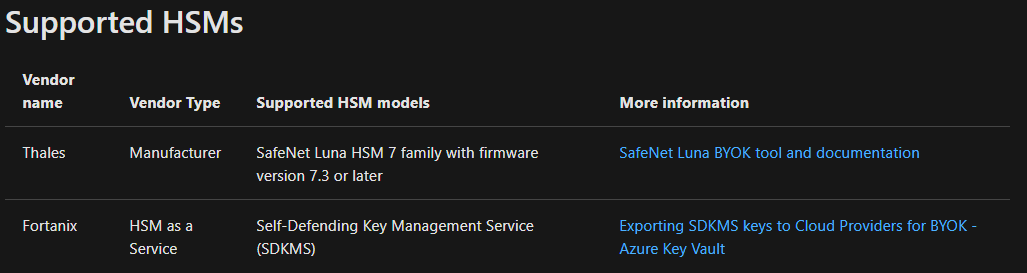 Supported HSMs
Vendor name Vendor Type Supported HSM models More information
Thales Manufacturer SafeNet Luna HSM 7 family with firmware version 7.3 or later SafeNet Luna BYOK tool and documentation
Fortanix HSM as a Service Self-Defending Key Management Service (SDKMS) Exporting SDKMS keys to Cloud Providers for BYOK - Azure Key Vault